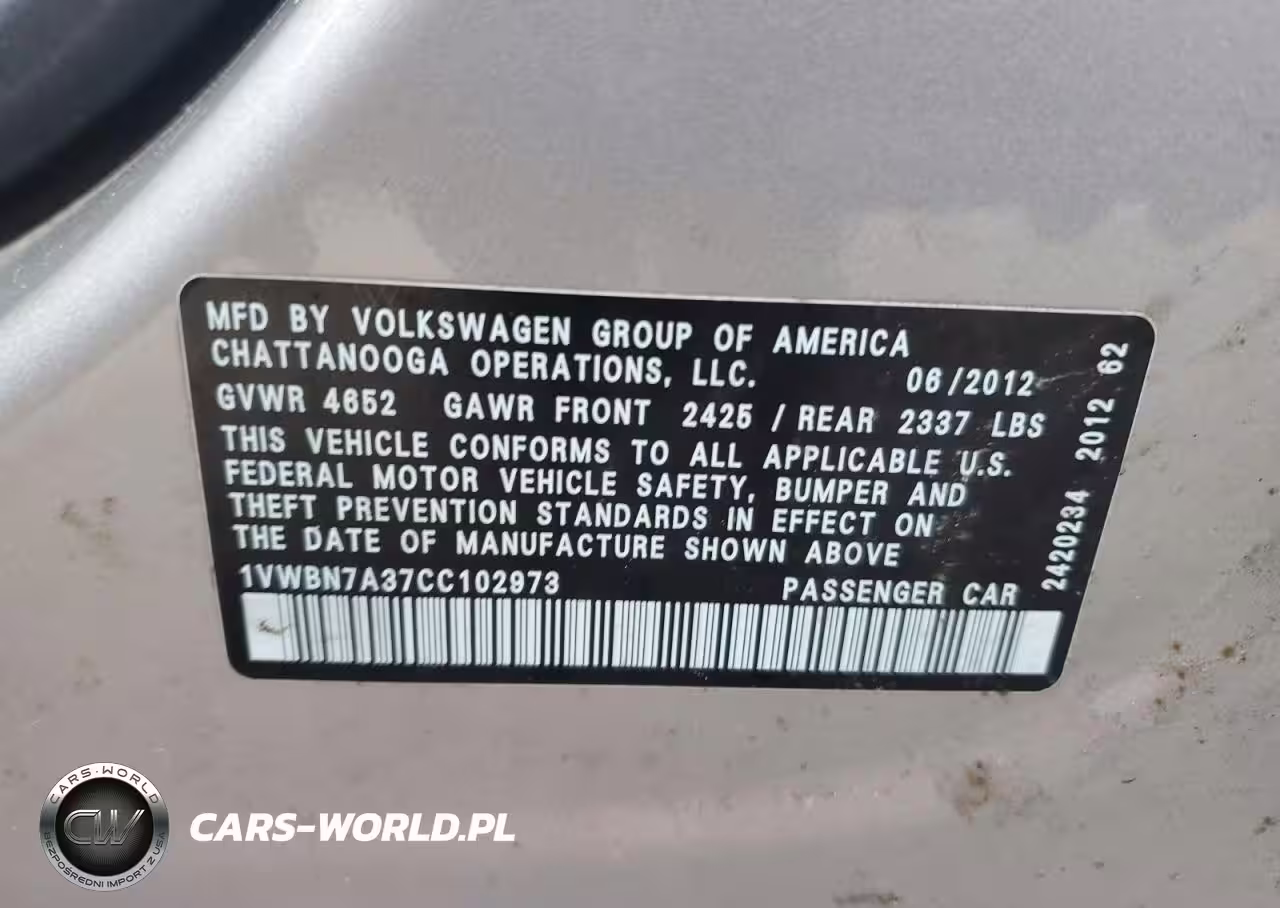 MFD BY VOLKSWAGEN GROUP OF AMERICA
CHATTANOOGA OPERATIONS, LLC. 06/2012
GVWR 4652 GAWR FRONT 2425 / REAR 2337 LBS
THIS VEHICLE CONFORMS TO ALL APPLICABLE U.S.
FEDERAL MOTOR VEHICLE SAFETY, BUMPER AND
THEFT PREVENTION STANDARDS IN EFFECT ON
THE DATE OF MANUFACTURE SHOWN ABOVE
1VWBN7A37CC102973 PASSENGER CAR
2420234 2012 62
CARS-WORLD
CW
BEZPOŚREDNI IMPORT Z USA
CARS-WORLD.PL